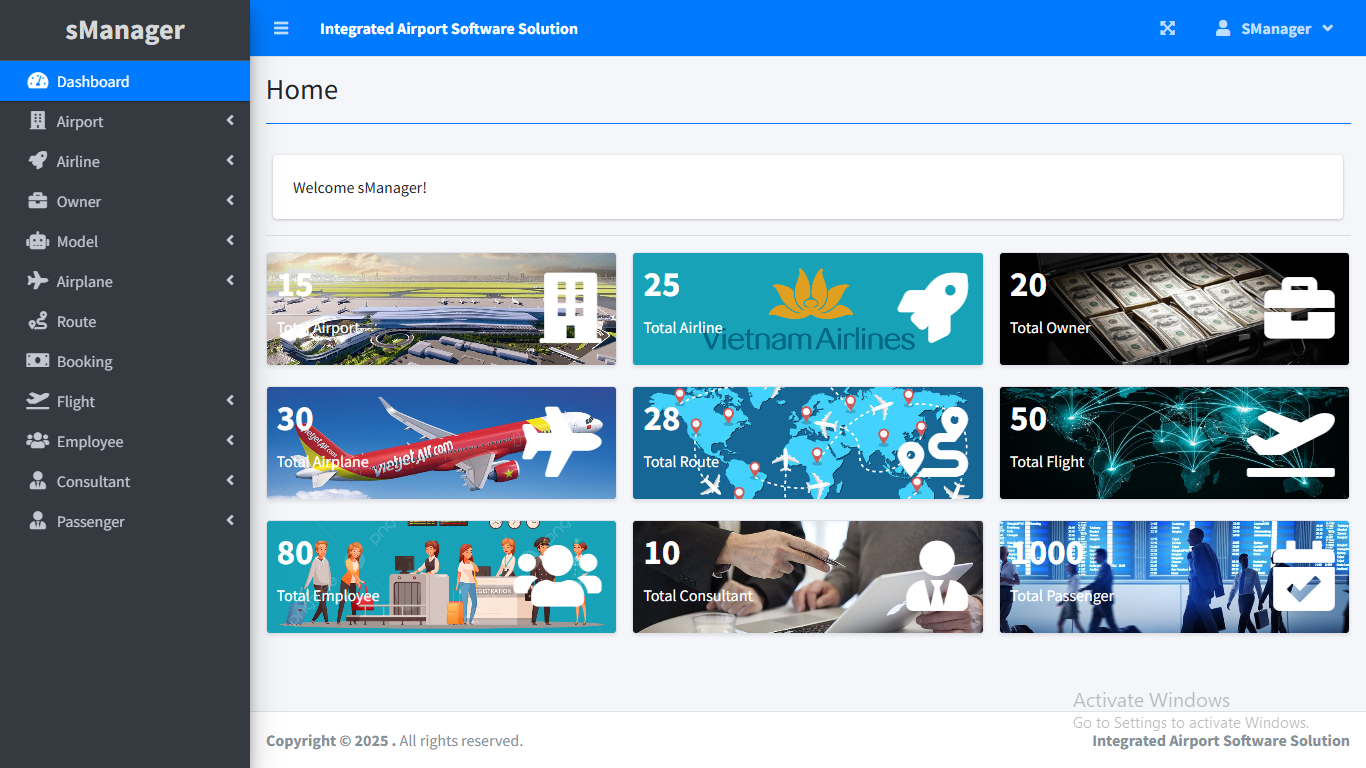 sManager
Integrated Airport Software Solution
SManager
Dashboard
Airport
Airline
Owner
Model
Airplane
Route
Booking
Flight
Employee
Consultant
Passenger
Home
Welcome sManager!
15
Total Airport
25
Total Airline
Vietnam Airlines
20
Total Owner
30
Total Airplane
vietjetAir.com
28
Total Route
50
Total Flight
80
Total Employee
REGISTRATION
10
Total Consultant
1000
Total Passenger
Activate Windows
Go to Settings to activate Windows.
Copyright © 2025 . All rights reserved.
Integrated Airport Software Solution